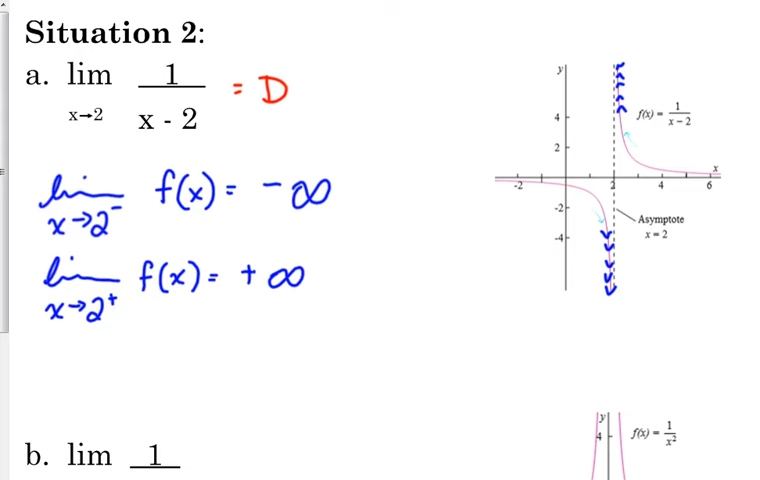 Situation 2:
a. lim 1
x→2 x - 2
= D
lim f(x) = -∞
x→2⁻
lim f(x) = +∞
x→2⁺
b. lim 1
y
4
2
-2
-4
-2
2
4
6
x
f(x) = 1
x − 2
Asymptote
x = 2
y
4
f(x) = 1
x²